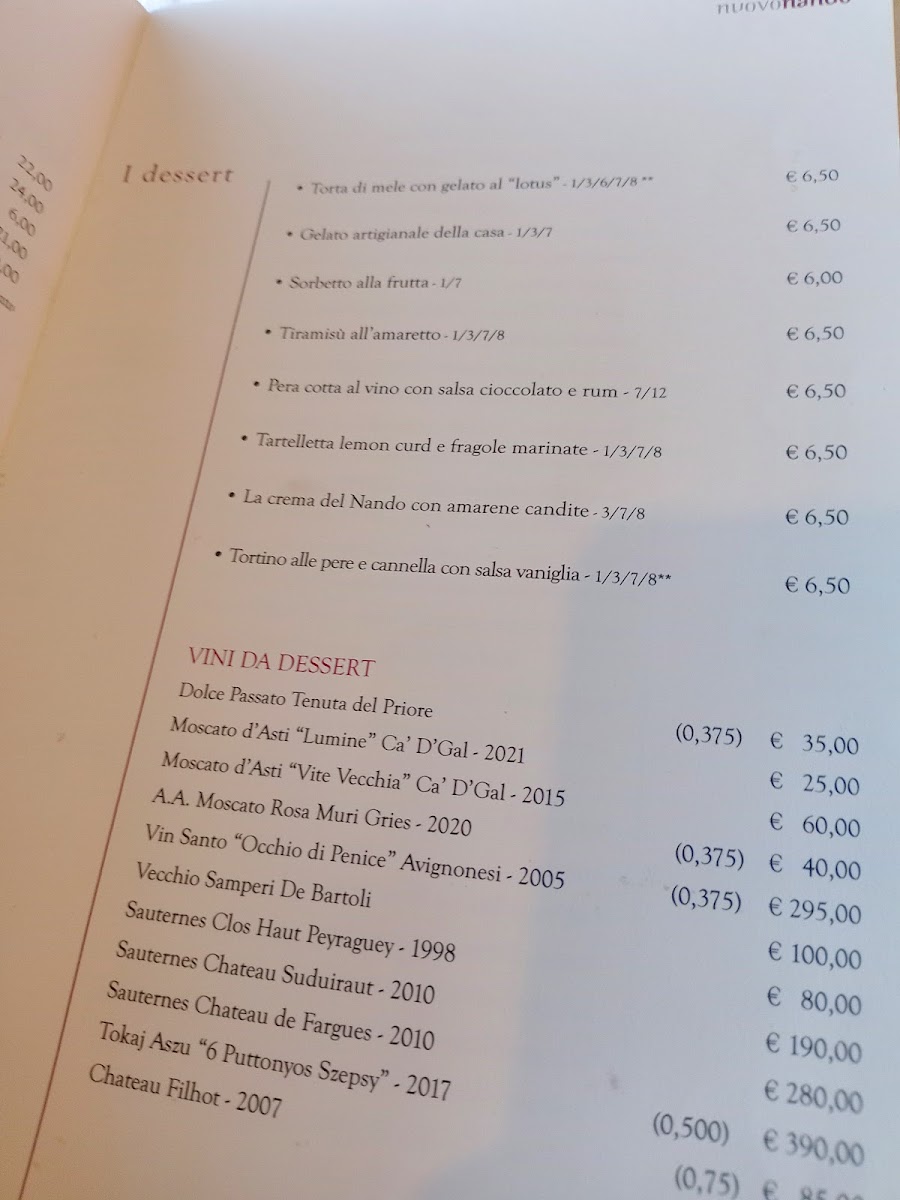 nuovonando
22,00
24,00
6,00
I dessert
• Torta di mele con gelato al “lotus” - 1/3/6/7/8 ** € 6,50
• Gelato artigianale della casa - 1/3/7 € 6,50
• Sorbetto alla frutta - 1/7 € 6,00
• Tiramisù all’amaretto - 1/3/7/8 € 6,50
• Pera cotta al vino con salsa cioccolato e rum - 7/12 € 6,50
• Tartelletta lemon curd e fragole marinate - 1/3/7/8 € 6,50
• La crema del Nando con amarene candite - 3/7/8 € 6,50
• Tortino alle pere e cannella con salsa vaniglia - 1/3/7/8** € 6,50
VINI DA DESSERT
Dolce Passato Tenuta del Priore (0,375) € 35,00
Moscato d’Asti “Lumine” Ca’ D’Gal - 2021 € 25,00
Moscato d’Asti “Vite Vecchia” Ca’ D’Gal - 2015 € 60,00
A.A. Moscato Rosa Muri Gries - 2020 (0,375) € 40,00
Vin Santo “Occhio di Penice” Avignonesi - 2005 (0,375) € 295,00
Vecchio Samperi De Bartoli € 100,00
Sauternes Clos Haut Peyraguey - 1998 € 80,00
Sauternes Chateau Suduiraut - 2010 € 190,00
Sauternes Chateau de Fargues - 2010 € 280,00
Tokaj Aszu “6 Puttonyos Szepsy” - 2017 (0,500) € 390,00
Chateau Filhot - 2007 (0,75) € 85,00